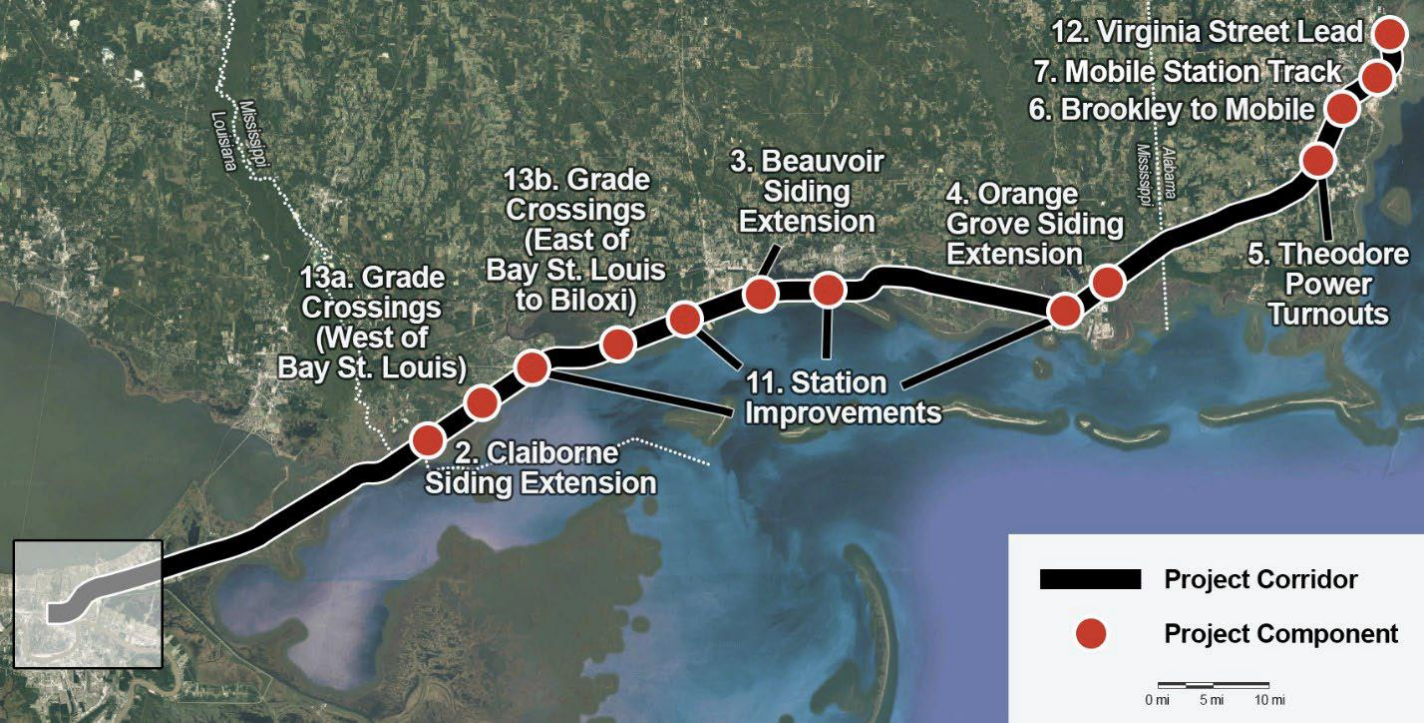 12. Virginia Street Lead
7. Mobile Station Track
6. Brookley to Mobile
Mississippi
Louisiana
Alabama
Mississippi
3. Beauvoir
Siding
Extension
13b. Grade
Crossings
(East of
Bay St. Louis
to Biloxi)
4. Orange
Grove Siding
Extension
5. Theodore
Power
Turnouts
13a. Grade
Crossings
(West of
Bay St. Louis)
11. Station
Improvements
2. Claiborne
Siding Extension
Project Corridor
Project Component
0 mi 5 mi 10 mi